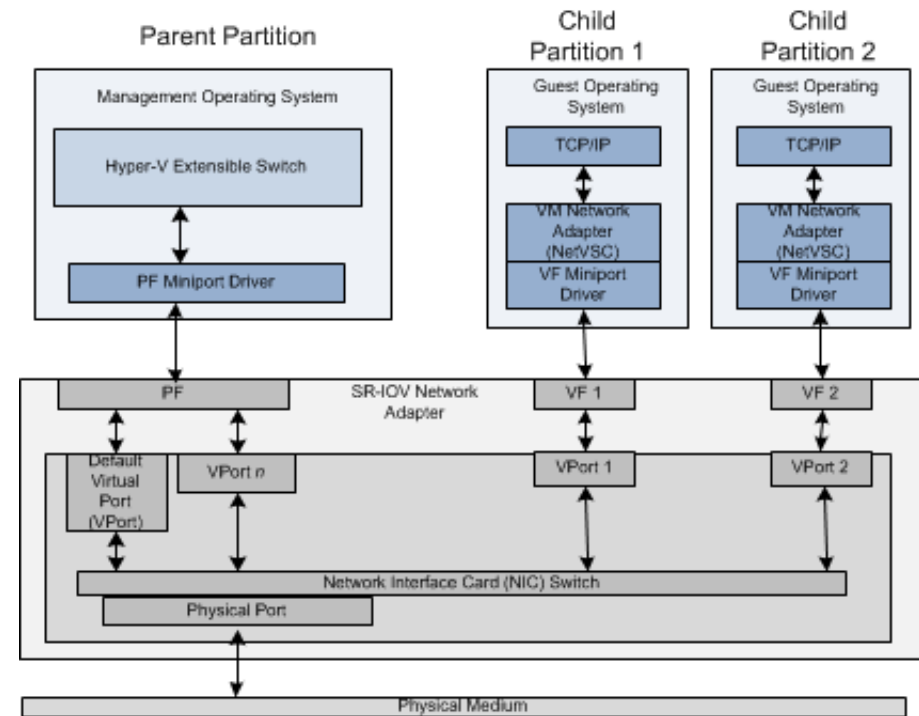 Parent Partition
Child
Partition 1
Child
Partition 2
Management Operating System
Hyper-V Extensible Switch
PF Miniport Driver
Guest Operating
System
TCP/IP
VM Network
Adapter
(NetVSC)
VF Miniport
Driver
Guest Operating
System
TCP/IP
VM Network
Adapter
(NetVSC)
VF Miniport
Driver
PF
SR-IOV Network
Adapter
VF 1
VF 2
Default
Virtual
Port
(VPort)
VPort n
VPort 1
VPort 2
Network Interface Card (NIC) Switch
Physical Port
Physical Medium